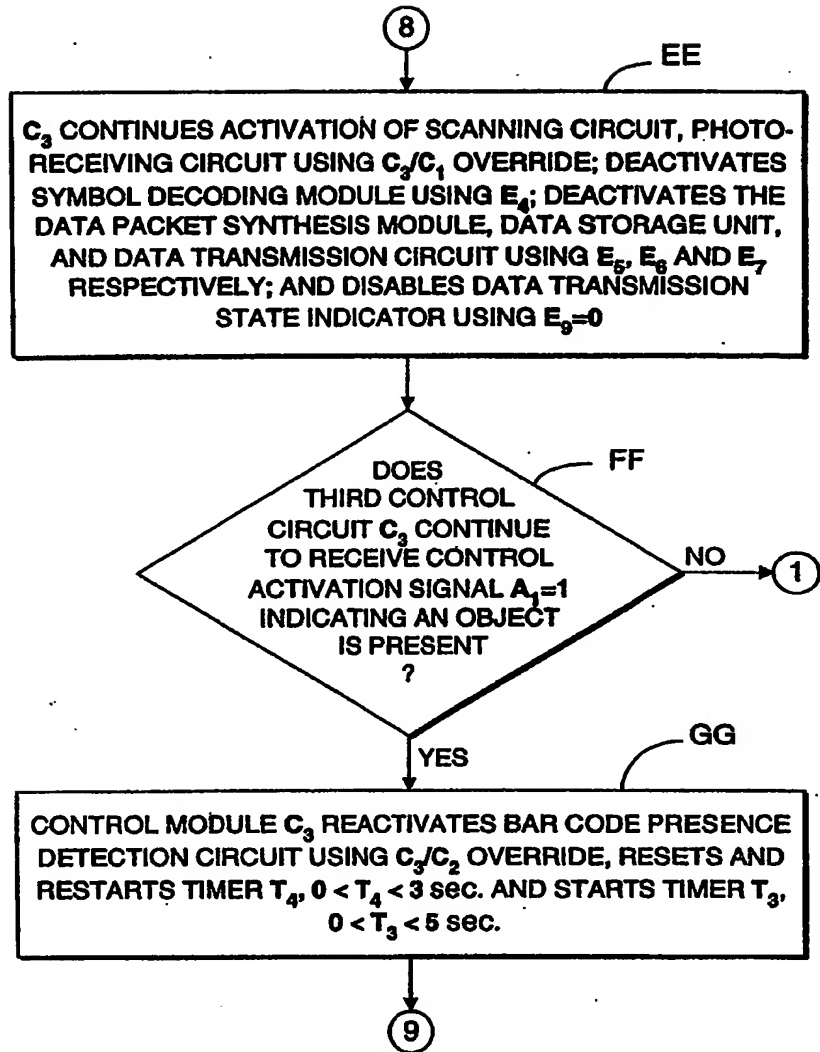 8
EE
C₃ CONTINUES ACTIVATION OF SCANNING CIRCUIT, PHOTO-
RECEIVING CIRCUIT USING C₃/C₁ OVERRIDE; DEACTIVATES
SYMBOL DECODING MODULE USING E₄; DEACTIVATES THE
DATA PACKET SYNTHESIS MODULE, DATA STORAGE UNIT,
AND DATA TRANSMISSION CIRCUIT USING E₅, E₆ AND E₇
RESPECTIVELY; AND DISABLES DATA TRANSMISSION
STATE INDICATOR USING E₉=0
FF
DOES
THIRD CONTROL
CIRCUIT C₃ CONTINUE
TO RECEIVE CONTROL
ACTIVATION SIGNAL A₁=1
INDICATING AN OBJECT
IS PRESENT
?
NO
1
YES
GG
CONTROL MODULE C₃ REACTIVATES BAR CODE PRESENCE
DETECTION CIRCUIT USING C₃/C₂ OVERRIDE, RESETS AND
RESTARTS TIMER T₄, 0 < T₄ < 3 sec. AND STARTS TIMER T₃,
0 < T₃ < 5 sec.
9